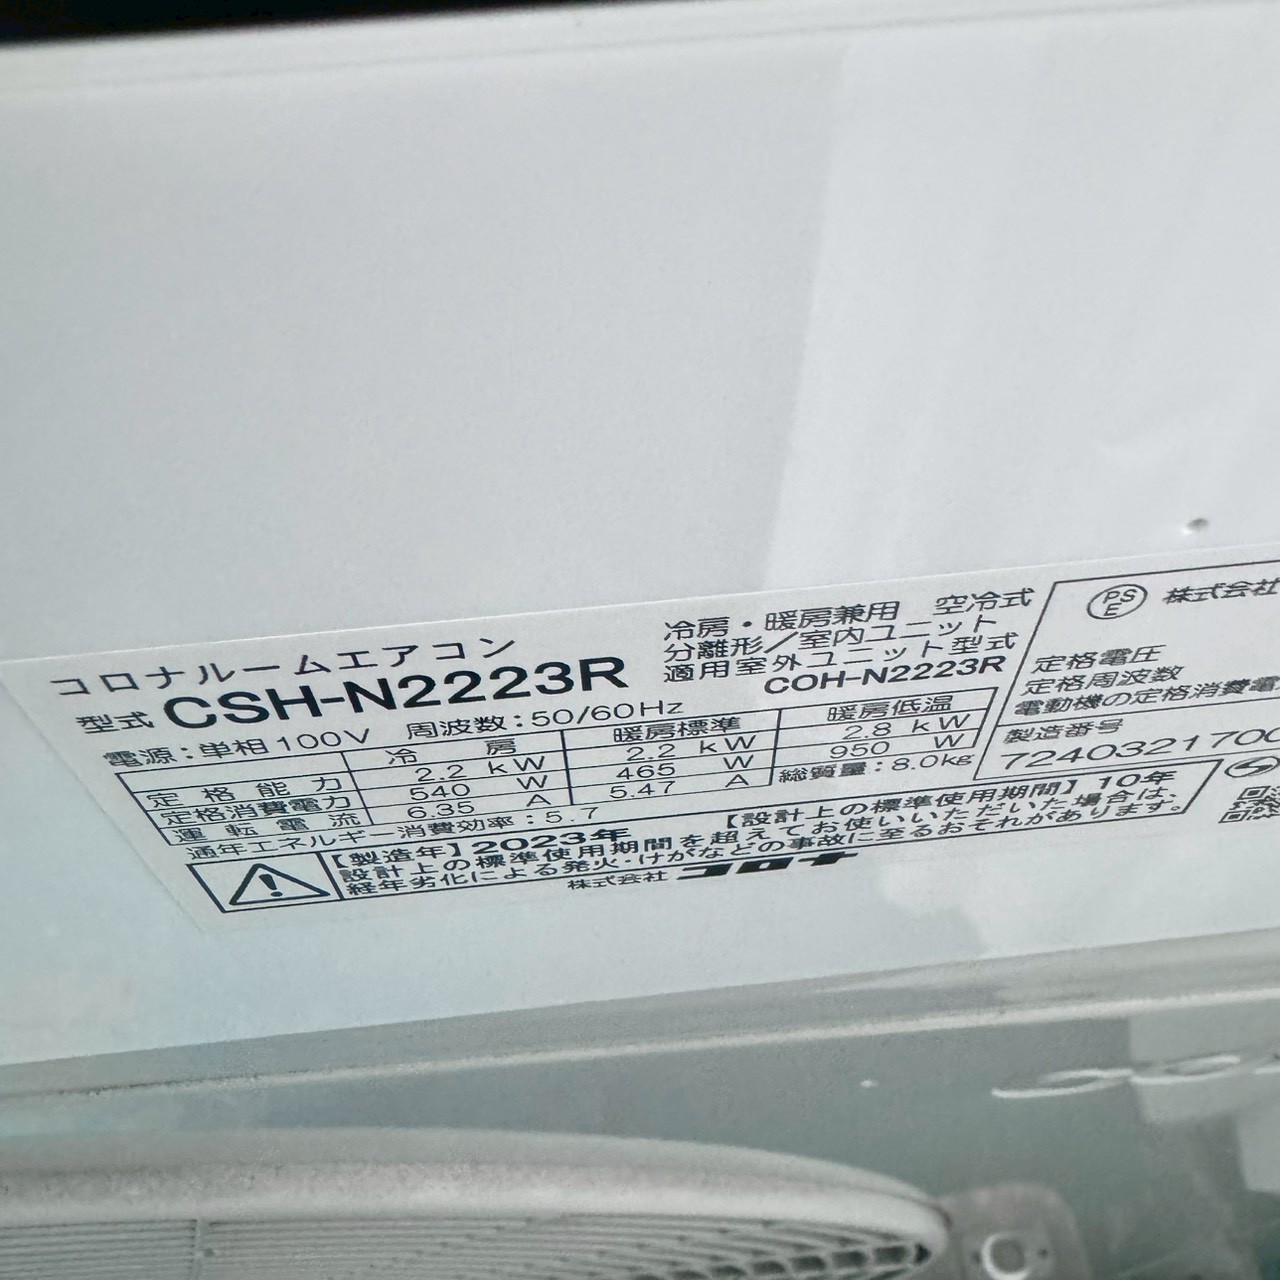 コロナルームエアコン
型式 CSH-N2223R
冷房・暖房兼用 空冷式
分離形/室内ユニット
適用室外ユニット型式
COH-N2223R
電源:単相100V 周波数:50/60Hz
冷房 暖房標準 暖房低温
定格能力 2.2 kW 2.2 kW 2.8 kW
定格消費電力 540 W 465 W 950 W
運転電流 6.35 A 5.47 A 総質量:8.0kg
通年エネルギー消費効率:5.7
【製造年】2023年 【設計上の標準使用期間】10年
設計上の標準使用期間を超えてお使いいただいた場合は、
経年劣化による発火・けがなどの事故に至るおそれがあります。
株式会社 コロナ
PSE 株式会社
定格電圧
定格周波数
電動機の定格消費電
製造番号
7240321700